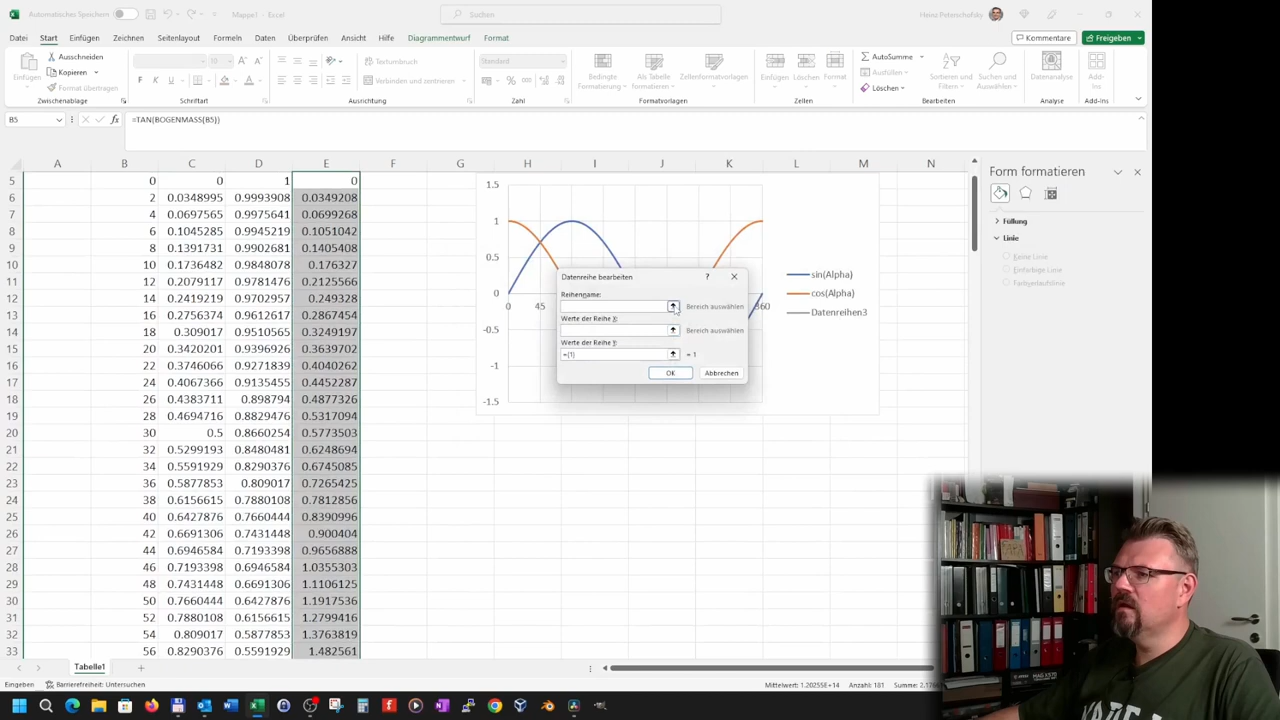 Automatisches Speichern
Mappe1 - Excel
Suchen
Heinz Peterschofsky
Datei Start Einfügen Zeichnen Seitenlayout Formeln Daten Überprüfen Ansicht Hilfe Diagrammentwurf Format
Kommentare Freigeben
Einfügen
Ausschneiden
Kopieren
Format übertragen
Zwischenablage
F K U
Schriftart
Textumbruch
Verbinden und zentrieren
Ausrichtung
Standard
Zahl
Bedingte Formatierung
Als Tabelle formatieren
Zellenformatvorlagen
Formatvorlagen
Einfügen Löschen Format
Zellen
AutoSumme
Ausfüllen
Löschen
Sortieren und Filtern
Suchen und Auswählen
Bearbeiten
Datenanalyse
Analyse
Add-Ins
Add-Ins
B5
=TAN(BOGENMASS(B5))
A B C D E F G H I J K L M N
5 0 0 1 0
6 2 0.0348995 0.9993908 0.0349208
7 4 0.0697565 0.9975641 0.0699268
8 6 0.1045285 0.9945219 0.1051042
9 8 0.1391731 0.9902681 0.1405408
10 10 0.1736482 0.9848078 0.176327
11 12 0.2079117 0.9781476 0.2125566
12 14 0.2419219 0.9702957 0.249328
13 16 0.2756374 0.9612617 0.2867454
14 18 0.309017 0.9510565 0.3249197
15 20 0.3420201 0.9396926 0.3639702
16 22 0.3746066 0.9271839 0.4040262
17 24 0.4067366 0.9135455 0.4452287
18 26 0.4383711 0.898794 0.4877326
19 28 0.4694716 0.8829476 0.5317094
20 30 0.5 0.8660254 0.5773503
21 32 0.5299193 0.8480481 0.6248694
22 34 0.5591929 0.8290376 0.6745085
23 36 0.5877853 0.809017 0.7265425
24 38 0.6156615 0.7880108 0.7812856
25 40 0.6427876 0.7660444 0.8390996
26 42 0.6691306 0.7431448 0.900404
27 44 0.6946584 0.7193398 0.9656888
28 46 0.7193398 0.6946584 1.0355303
29 48 0.7431448 0.6691306 1.1106125
30 50 0.7660444 0.6427876 1.1917536
31 52 0.7880108 0.6156615 1.2799416
32 54 0.809017 0.5877853 1.3763819
33 56 0.8290376 0.5591929 1.482561
1.5
1
0.5
0
-0.5
-1
-1.5
0 45 360
sin(Alpha)
cos(Alpha)
Datenreihen3
Datenreihe bearbeiten
Reihenname:
Bereich auswählen
Werte der Reihe X:
Bereich auswählen
Werte der Reihe Y:
={1} = 1
OK Abbrechen
Form formatieren
Füllung
Linie
Keine Linie
Einfarbige Linie
Farbverlaufslinie
Tabelle1
Eingeben
Barrierefreiheit: Untersuchen
Mittelwert: 1.20255E+14 Anzahl: 181
MAG X570